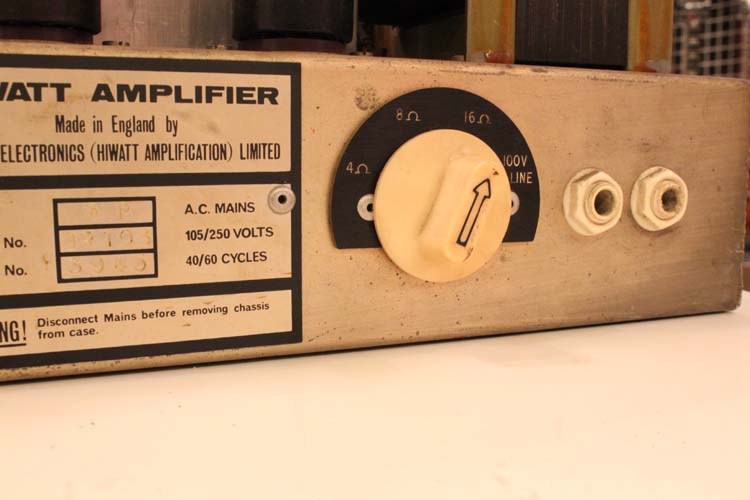 WATT AMPLIFIER
Made in England by
ELECTRONICS (HIWATT AMPLIFICATION) LIMITED
A.C. MAINS
No. 105/250 VOLTS
No. 40/60 CYCLES
NG! Disconnect Mains before removing chassis
from case.
4Ω
8Ω
16Ω
100V
LINE